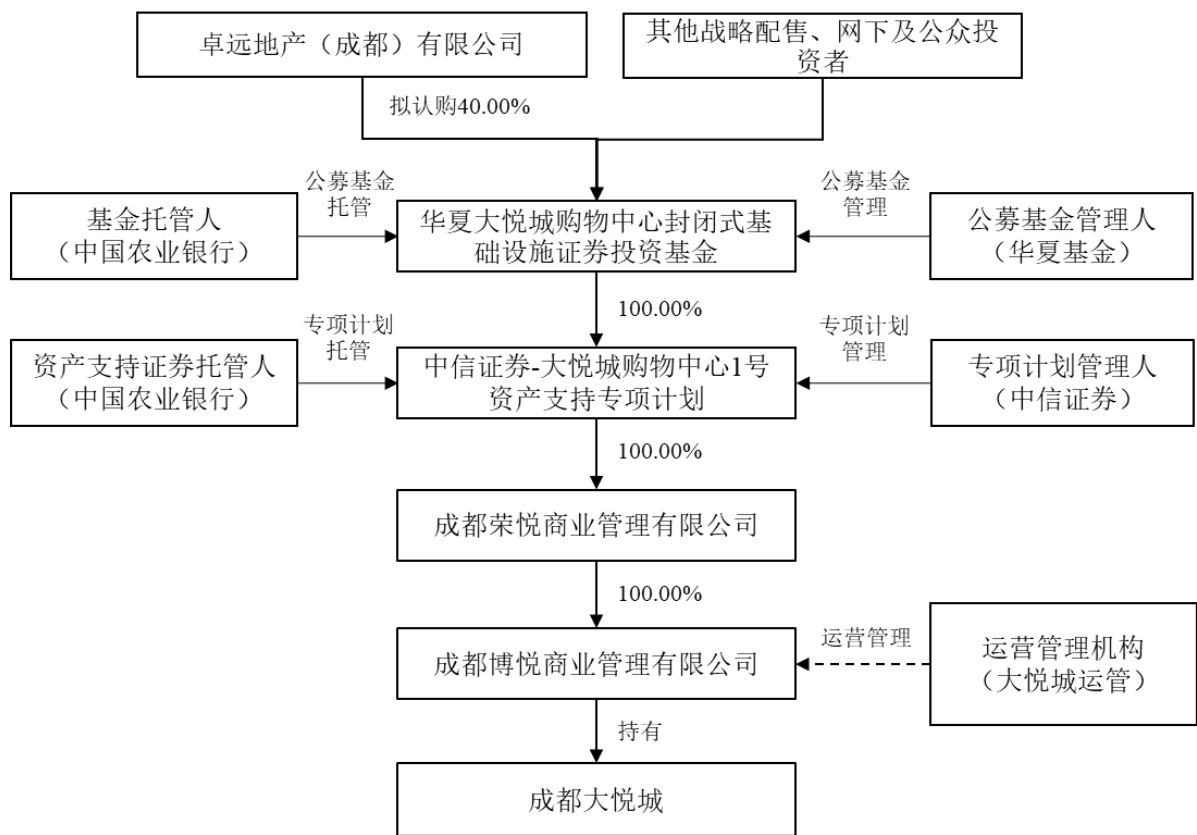 卓远地产（成都）有限公司
其他战略配售、网下及公众投
资者
拟认购40.00%
公募基金
托管
公募基金
管理
基金托管人
（中国农业银行）
华夏大悦城购物中心封闭式基
础设施证券投资基金
公募基金管理人
（华夏基金）
100.00%
专项计划
托管
专项计划
管理
资产支持证券托管人
（中国农业银行）
中信证券-大悦城购物中心1号
资产支持专项计划
专项计划管理人
（中信证券）
100.00%
成都荣悦商业管理有限公司
100.00%
成都博悦商业管理有限公司
运营管理
运营管理机构
（大悦城运管）
持有
成都大悦城